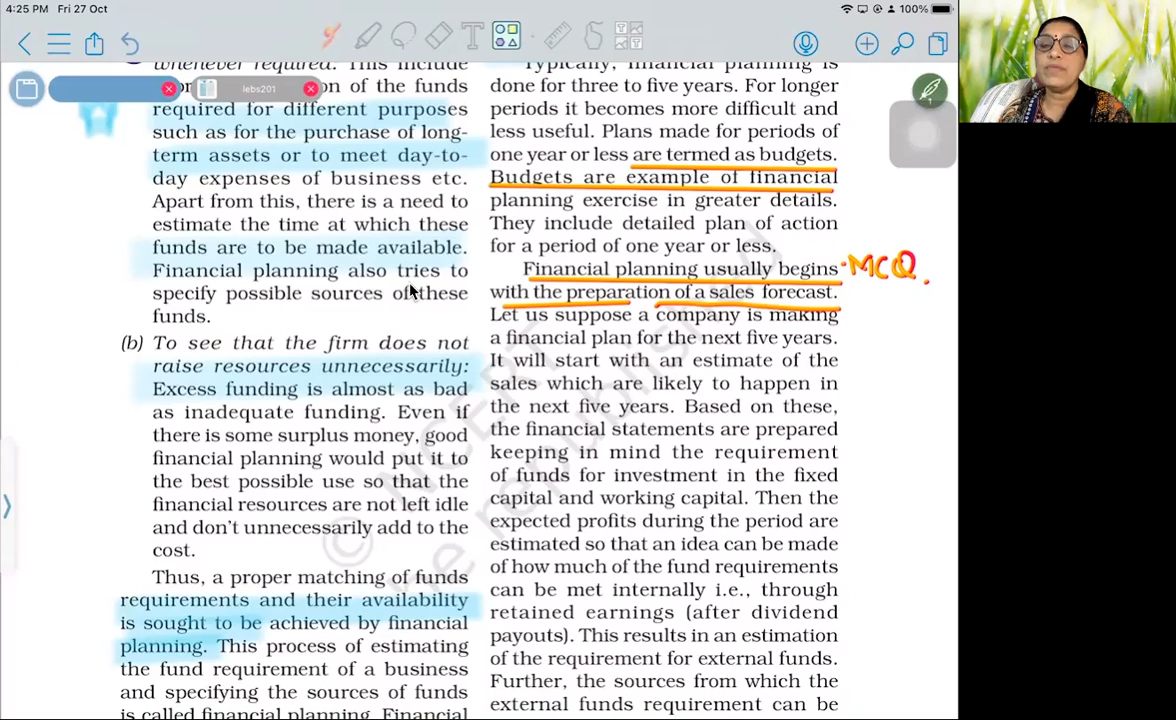 4:25 PM Fri 27 Oct
100%
lebs201
whenever required. This include
on of the funds
required for different purposes
such as for the purchase of long-
term assets or to meet day-to-
day expenses of business etc.
Apart from this, there is a need to
estimate the time at which these
funds are to be made available.
Financial planning also tries to
specify possible sources of these
funds.
(b) To see that the firm does not
raise resources unnecessarily:
Excess funding is almost as bad
as inadequate funding. Even if
there is some surplus money, good
financial planning would put it to
the best possible use so that the
financial resources are not left idle
and don't unnecessarily add to the
cost.
Thus, a proper matching of funds
requirements and their availability
is sought to be achieved by financial
planning. This process of estimating
the fund requirement of a business
and specifying the sources of funds
is called financial planning. Financial
Typically, financial planning is
done for three to five years. For longer
periods it becomes more difficult and
less useful. Plans made for periods of
one year or less are termed as budgets.
Budgets are example of financial
planning exercise in greater details.
They include detailed plan of action
for a period of one year or less.
Financial planning usually begins
with the preparation of a sales forecast.
Let us suppose a company is making
a financial plan for the next five years.
It will start with an estimate of the
sales which are likely to happen in
the next five years. Based on these,
the financial statements are prepared
keeping in mind the requirement
of funds for investment in the fixed
capital and working capital. Then the
expected profits during the period are
estimated so that an idea can be made
of how much of the fund requirements
can be met internally i.e., through
retained earnings (after dividend
payouts). This results in an estimation
of the requirement for external funds.
Further, the sources from which the
external funds requirement can be
MCQ.
© NCERT
be republished